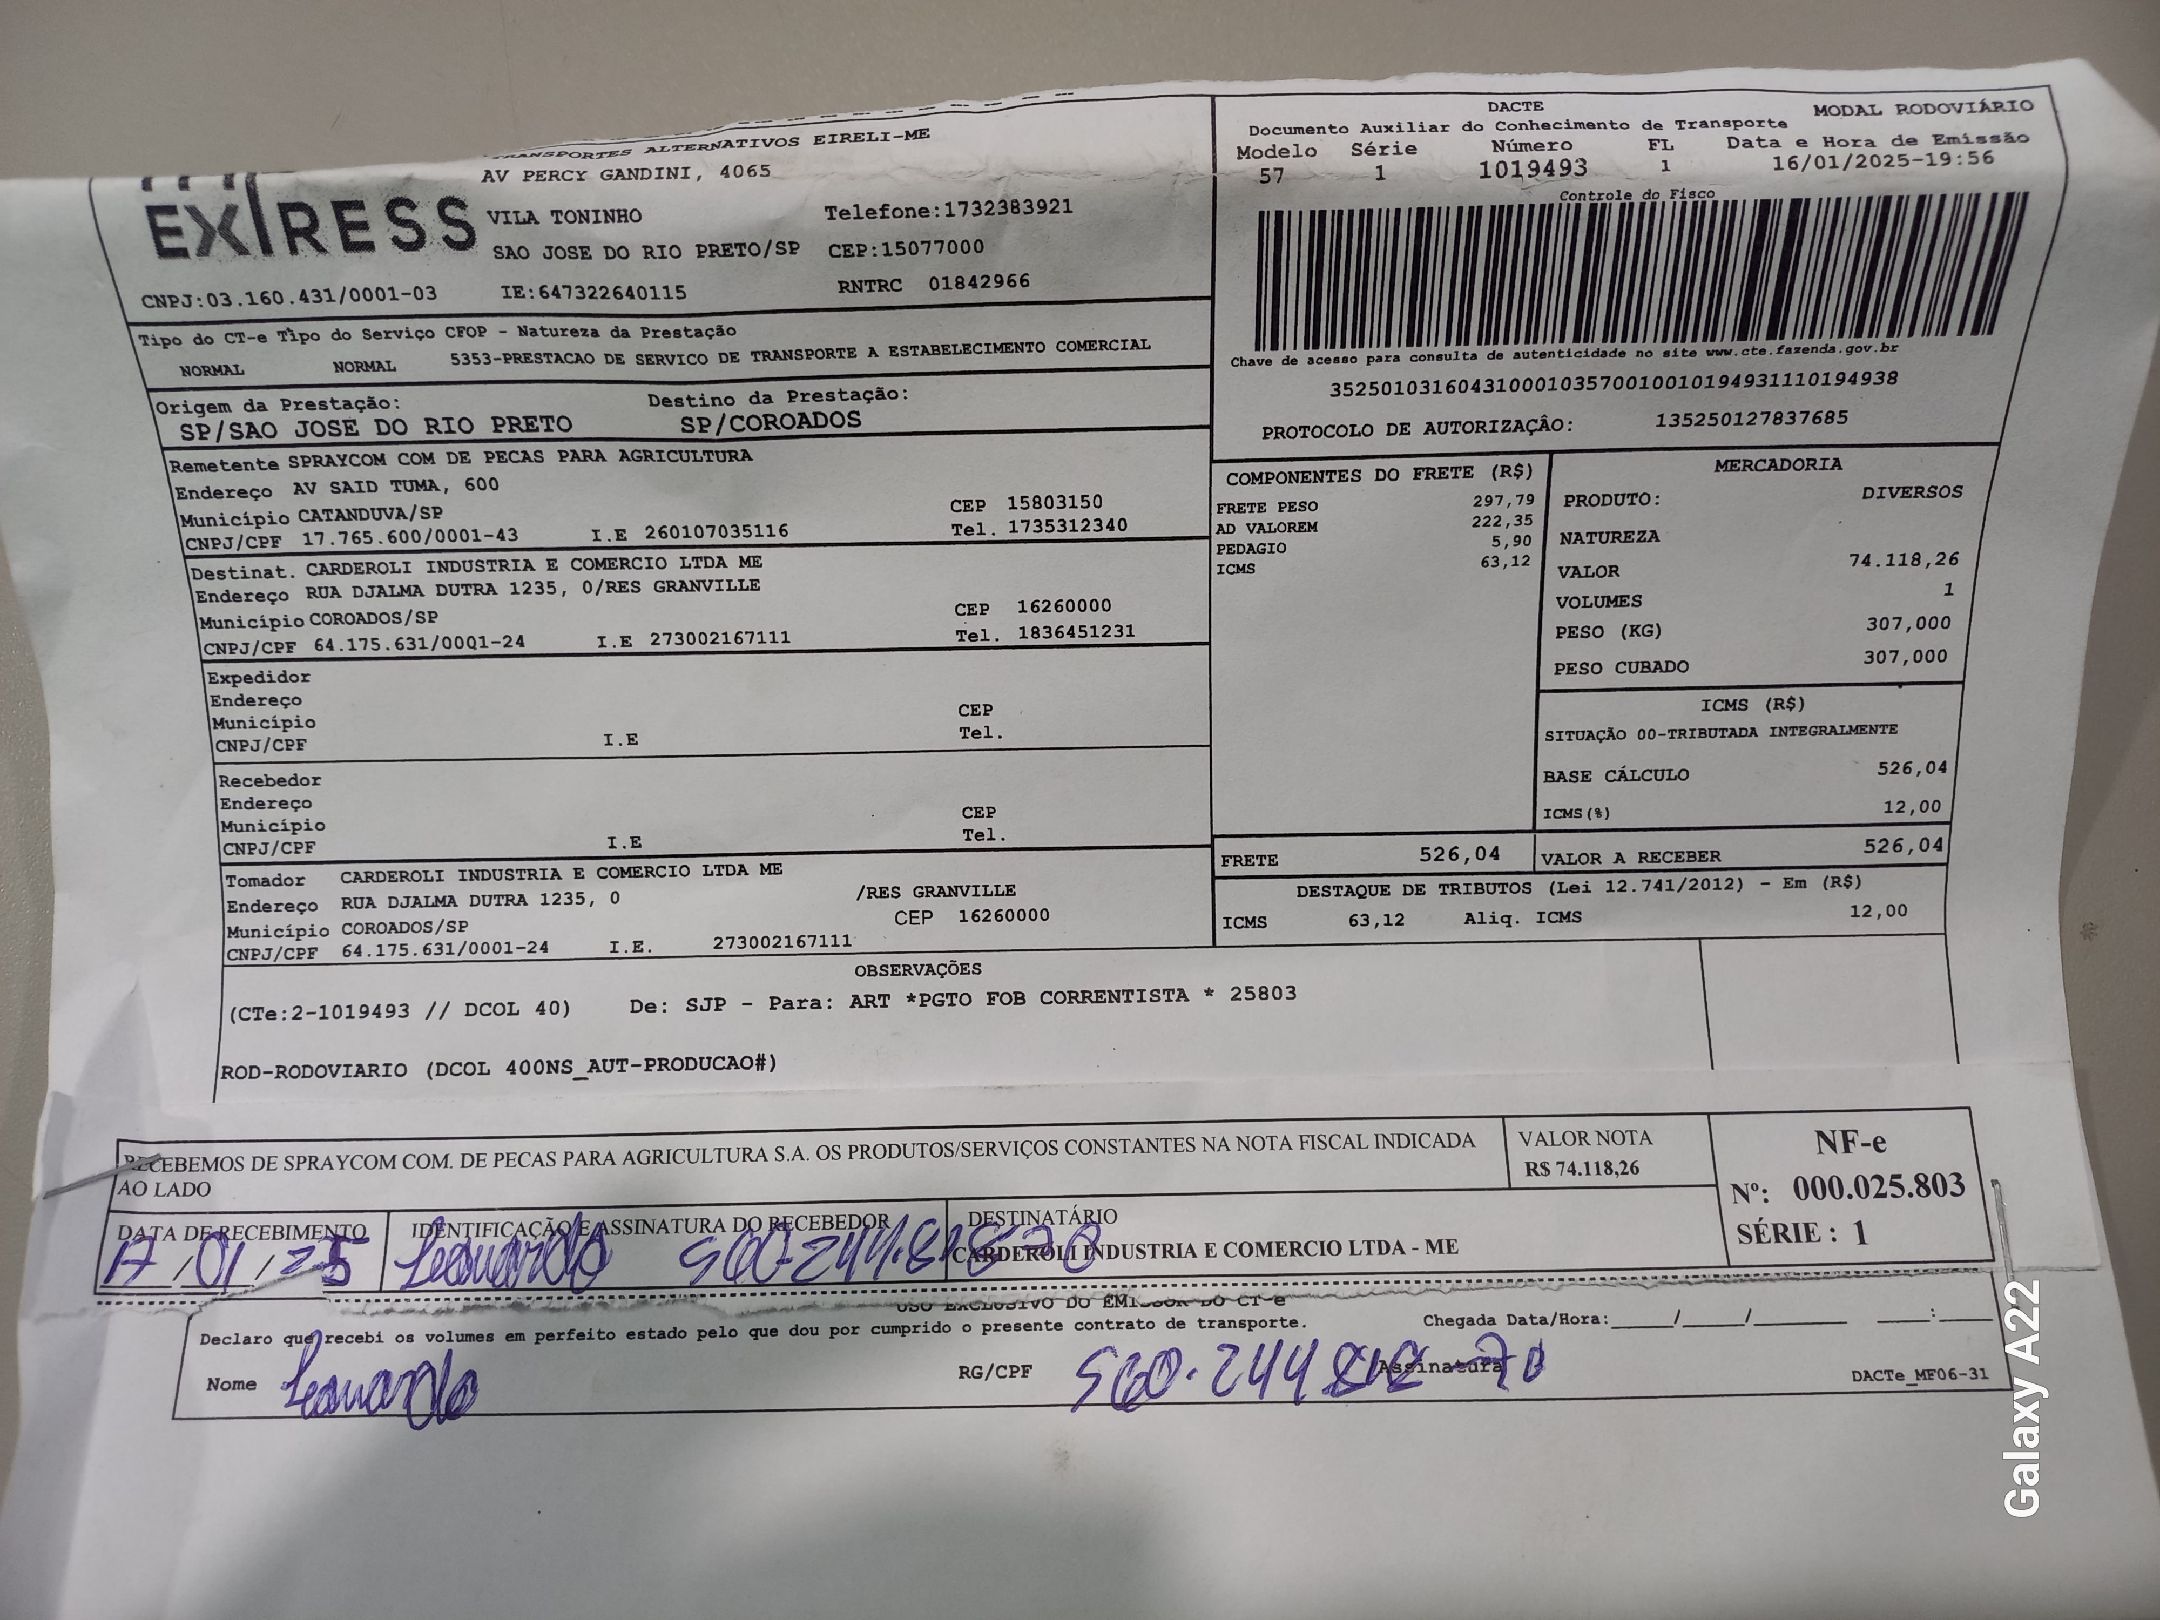 TRANSPORTES ALTERNATIVOS EIRELI-ME
AV PERCY GANDINI, 4065
EXPRESS
VILA TONINHO Telefone:1732383921
SAO JOSE DO RIO PRETO/SP CEP:15077000
CNPJ:03.160.431/0001-03 IE:647322640115 RNTRC 01842966
DACTE MODAL RODOVIÁRIO
Documento Auxiliar do Conhecimento de Transporte
Modelo Série Número FL Data e Hora de Emissão
57 1 1019493 1 16/01/2025-19:56
Controle do Fisco
Chave de acesso para consulta de autenticidade no site www.cte.fazenda.gov.br
35250103160431000103570010010194931110194938
PROTOCOLO DE AUTORIZAÇÂO: 135250127837685
Tipo do CT-e Tipo do Serviço CFOP - Natureza da Prestação
NORMAL NORMAL 5353-PRESTACAO DE SERVICO DE TRANSPORTE A ESTABELECIMENTO COMERCIAL
Origem da Prestação: Destino da Prestação:
SP/SAO JOSE DO RIO PRETO SP/COROADOS
Remetente SPRAYCOM COM DE PECAS PARA AGRICULTURA
Endereço AV SAID TUMA, 600
Município CATANDUVA/SP CEP 15803150
CNPJ/CPF 17.765.600/0001-43 I.E 260107035116 Tel. 1735312340
Destinat. CARDEROLI INDUSTRIA E COMERCIO LTDA ME
Endereço RUA DJALMA DUTRA 1235, 0/RES GRANVILLE
Município COROADOS/SP CEP 16260000
CNPJ/CPF 64.175.631/0001-24 I.E 273002167111 Tel. 1836451231
Expedidor
Endereço
Município CEP
CNPJ/CPF I.E Tel.
Recebedor
Endereço
Município CEP
CNPJ/CPF I.E Tel.
Tomador CARDEROLI INDUSTRIA E COMERCIO LTDA ME
Endereço RUA DJALMA DUTRA 1235, 0 /RES GRANVILLE
Município COROADOS/SP CEP 16260000
CNPJ/CPF 64.175.631/0001-24 I.E. 273002167111
COMPONENTES DO FRETE (R$)
FRETE PESO 297,79
AD VALOREM 222,35
PEDAGIO 5,90
ICMS 63,12
MERCADORIA
PRODUTO: DIVERSOS
NATUREZA
VALOR 74.118,26
VOLUMES 1
PESO (KG) 307,000
PESO CUBADO 307,000
ICMS (R$)
SITUAÇÃO 00-TRIBUTADA INTEGRALMENTE
BASE CÁLCULO 526,04
ICMS(%) 12,00
FRETE 526,04 VALOR A RECEBER 526,04
DESTAQUE DE TRIBUTOS (Lei 12.741/2012) - Em (R$)
ICMS 63,12 Aliq. ICMS 12,00
OBSERVAÇÕES
(CTe:2-1019493 // DCOL 40) De: SJP - Para: ART *PGTO FOB CORRENTISTA * 25803
ROD-RODOVIARIO (DCOL 400NS_AUT-PRODUCAO#)
RECEBEMOS DE SPRAYCOM COM. DE PECAS PARA AGRICULTURA S.A. OS PRODUTOS/SERVIÇOS CONSTANTES NA NOTA FISCAL INDICADA
AO LADO
VALOR NOTA
R$ 74.118,26
NF-e
Nº: 000.025.803
SÉRIE : 1
DATA DE RECEBIMENTO IDENTIFICAÇÃO E ASSINATURA DO RECEBEDOR DESTINATÁRIO
17/01/25 Leonardo CARDEROLI INDUSTRIA E COMERCIO LTDA - ME
USO EXCLUSIVO DO EMISSOR DO CT-e
Declaro que recebi os volumes em perfeito estado pelo que dou por cumprido o presente contrato de transporte. Chegada Data/Hora:____/____/______ ___:___
Nome Leonardo RG/CPF Assinatura DACTe_MF06-31
Galaxy A22